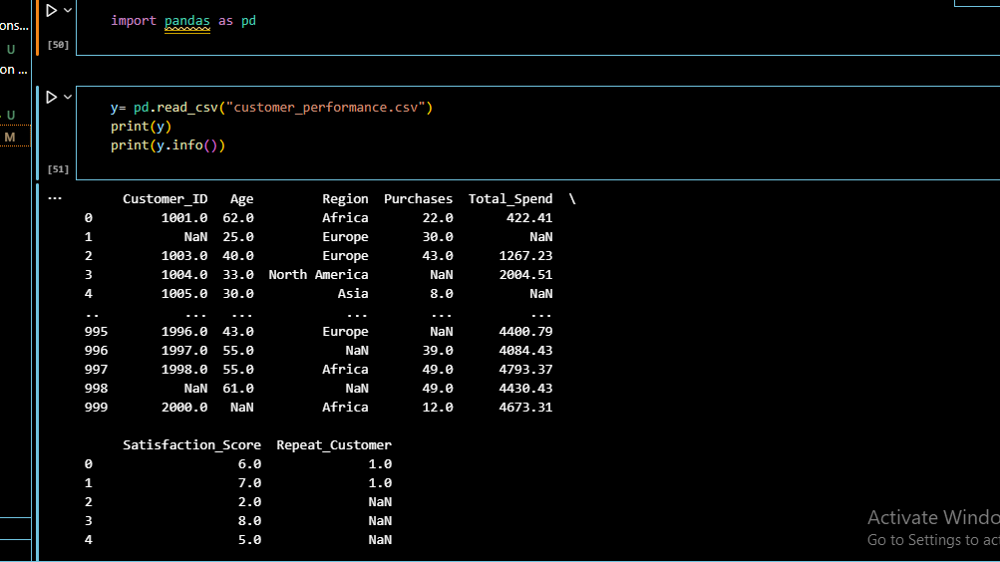 import pandas as pd
ons...
U
[50]
on ...
y= pd.read_csv("customer_performance.csv")
U
print(y)
M
print(y.info())
[51]
...
Customer_ID Age Region Purchases Total_Spend \
0 1001.0 62.0 Africa 22.0 422.41
1 NaN 25.0 Europe 30.0 NaN
2 1003.0 40.0 Europe 43.0 1267.23
3 1004.0 33.0 North America NaN 2004.51
4 1005.0 30.0 Asia 8.0 NaN
.. ... ... ... ... ...
995 1996.0 43.0 Europe NaN 4400.79
996 1997.0 55.0 NaN 39.0 4084.43
997 1998.0 55.0 Africa 49.0 4793.37
998 NaN 61.0 NaN 49.0 4430.43
999 2000.0 NaN Africa 12.0 4673.31
Satisfaction_Score Repeat_Customer
0 6.0 1.0
1 7.0 1.0
2 2.0 NaN
3 8.0 NaN
4 5.0 NaN
Activate Windo
Go to Settings to ac